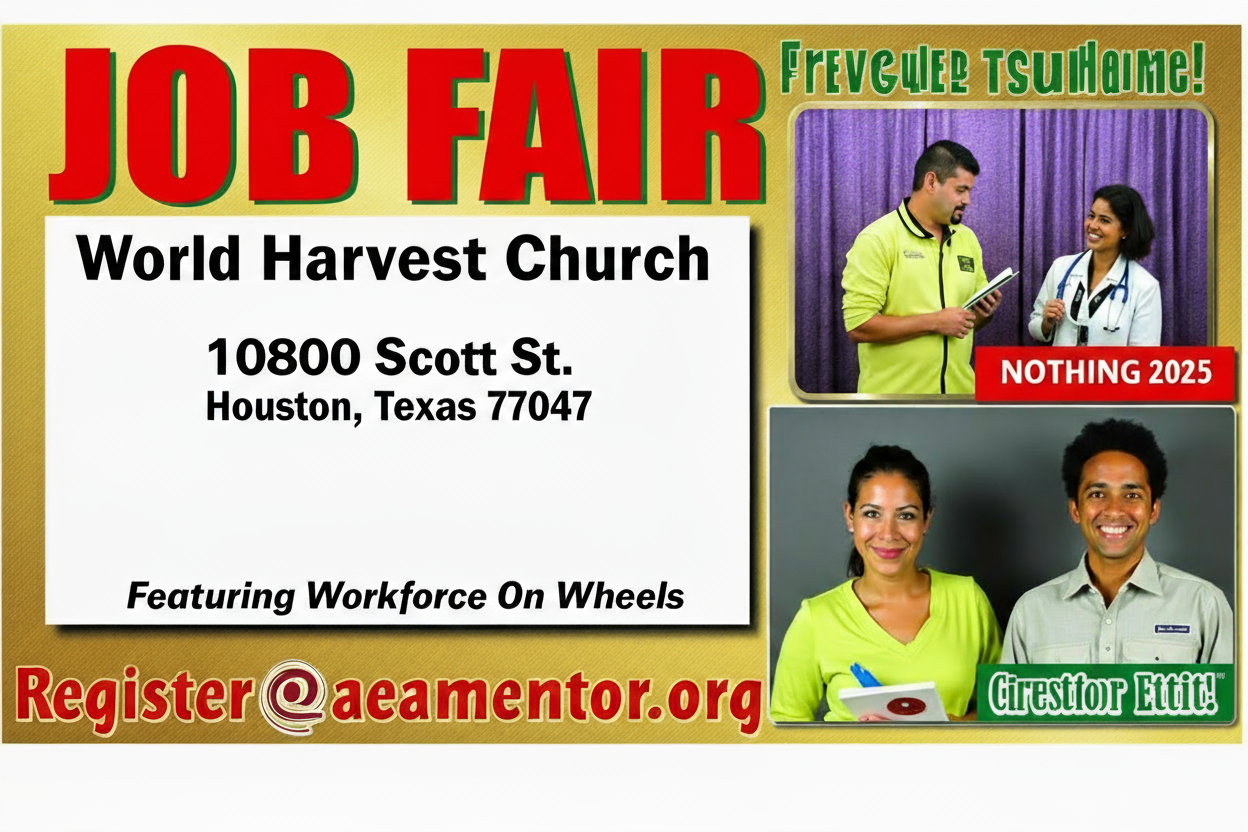 JOB FAIR
World Harvest Church
10800 Scott St.
Houston, Texas 77047
Featuring Workforce On Wheels
Register@aeamentor.org
NOTHING 2025